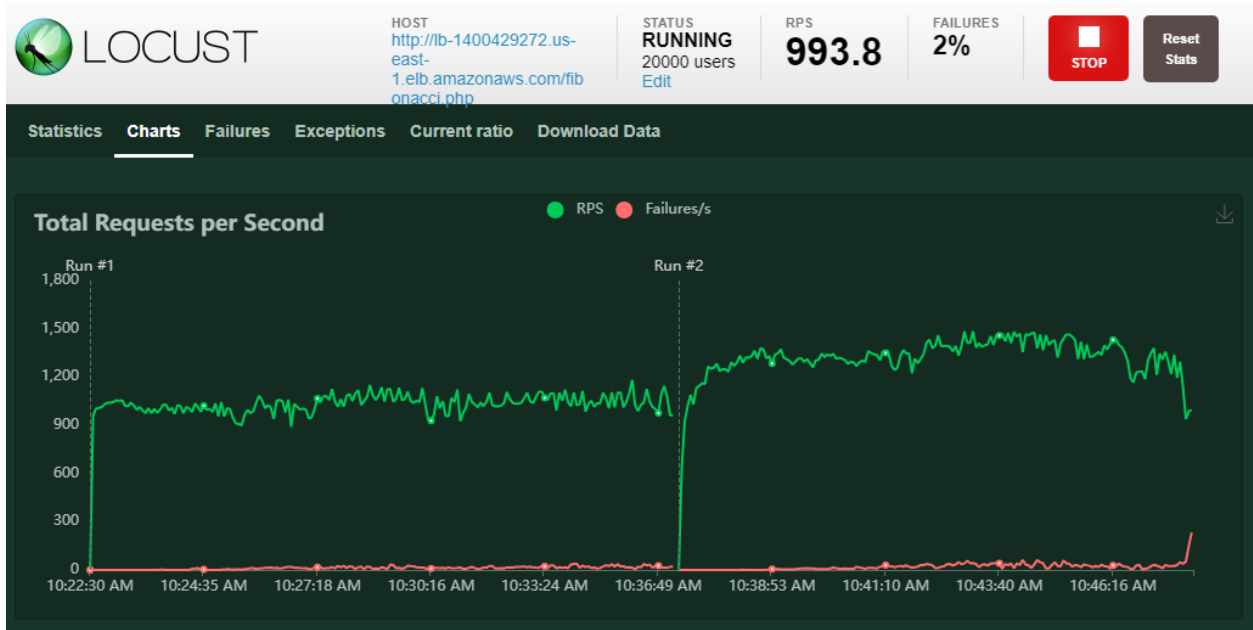 LOCUST
HOST
http://lb-1400429272.us-
east-
1.elb.amazonaws.com/fib
onacci.php
STATUS
RUNNING
20000 users
Edit
RPS
993.8
FAILURES
2%
STOP
Reset
Stats
Statistics Charts Failures Exceptions Current ratio Download Data
Total Requests per Second
RPS Failures/s
Run #1 Run #2
1,800
1,500
1,200
900
600
300
0
10:22:30 AM 10:24:35 AM 10:27:18 AM 10:30:16 AM 10:33:24 AM 10:36:49 AM 10:38:53 AM 10:41:10 AM 10:43:40 AM 10:46:16 AM